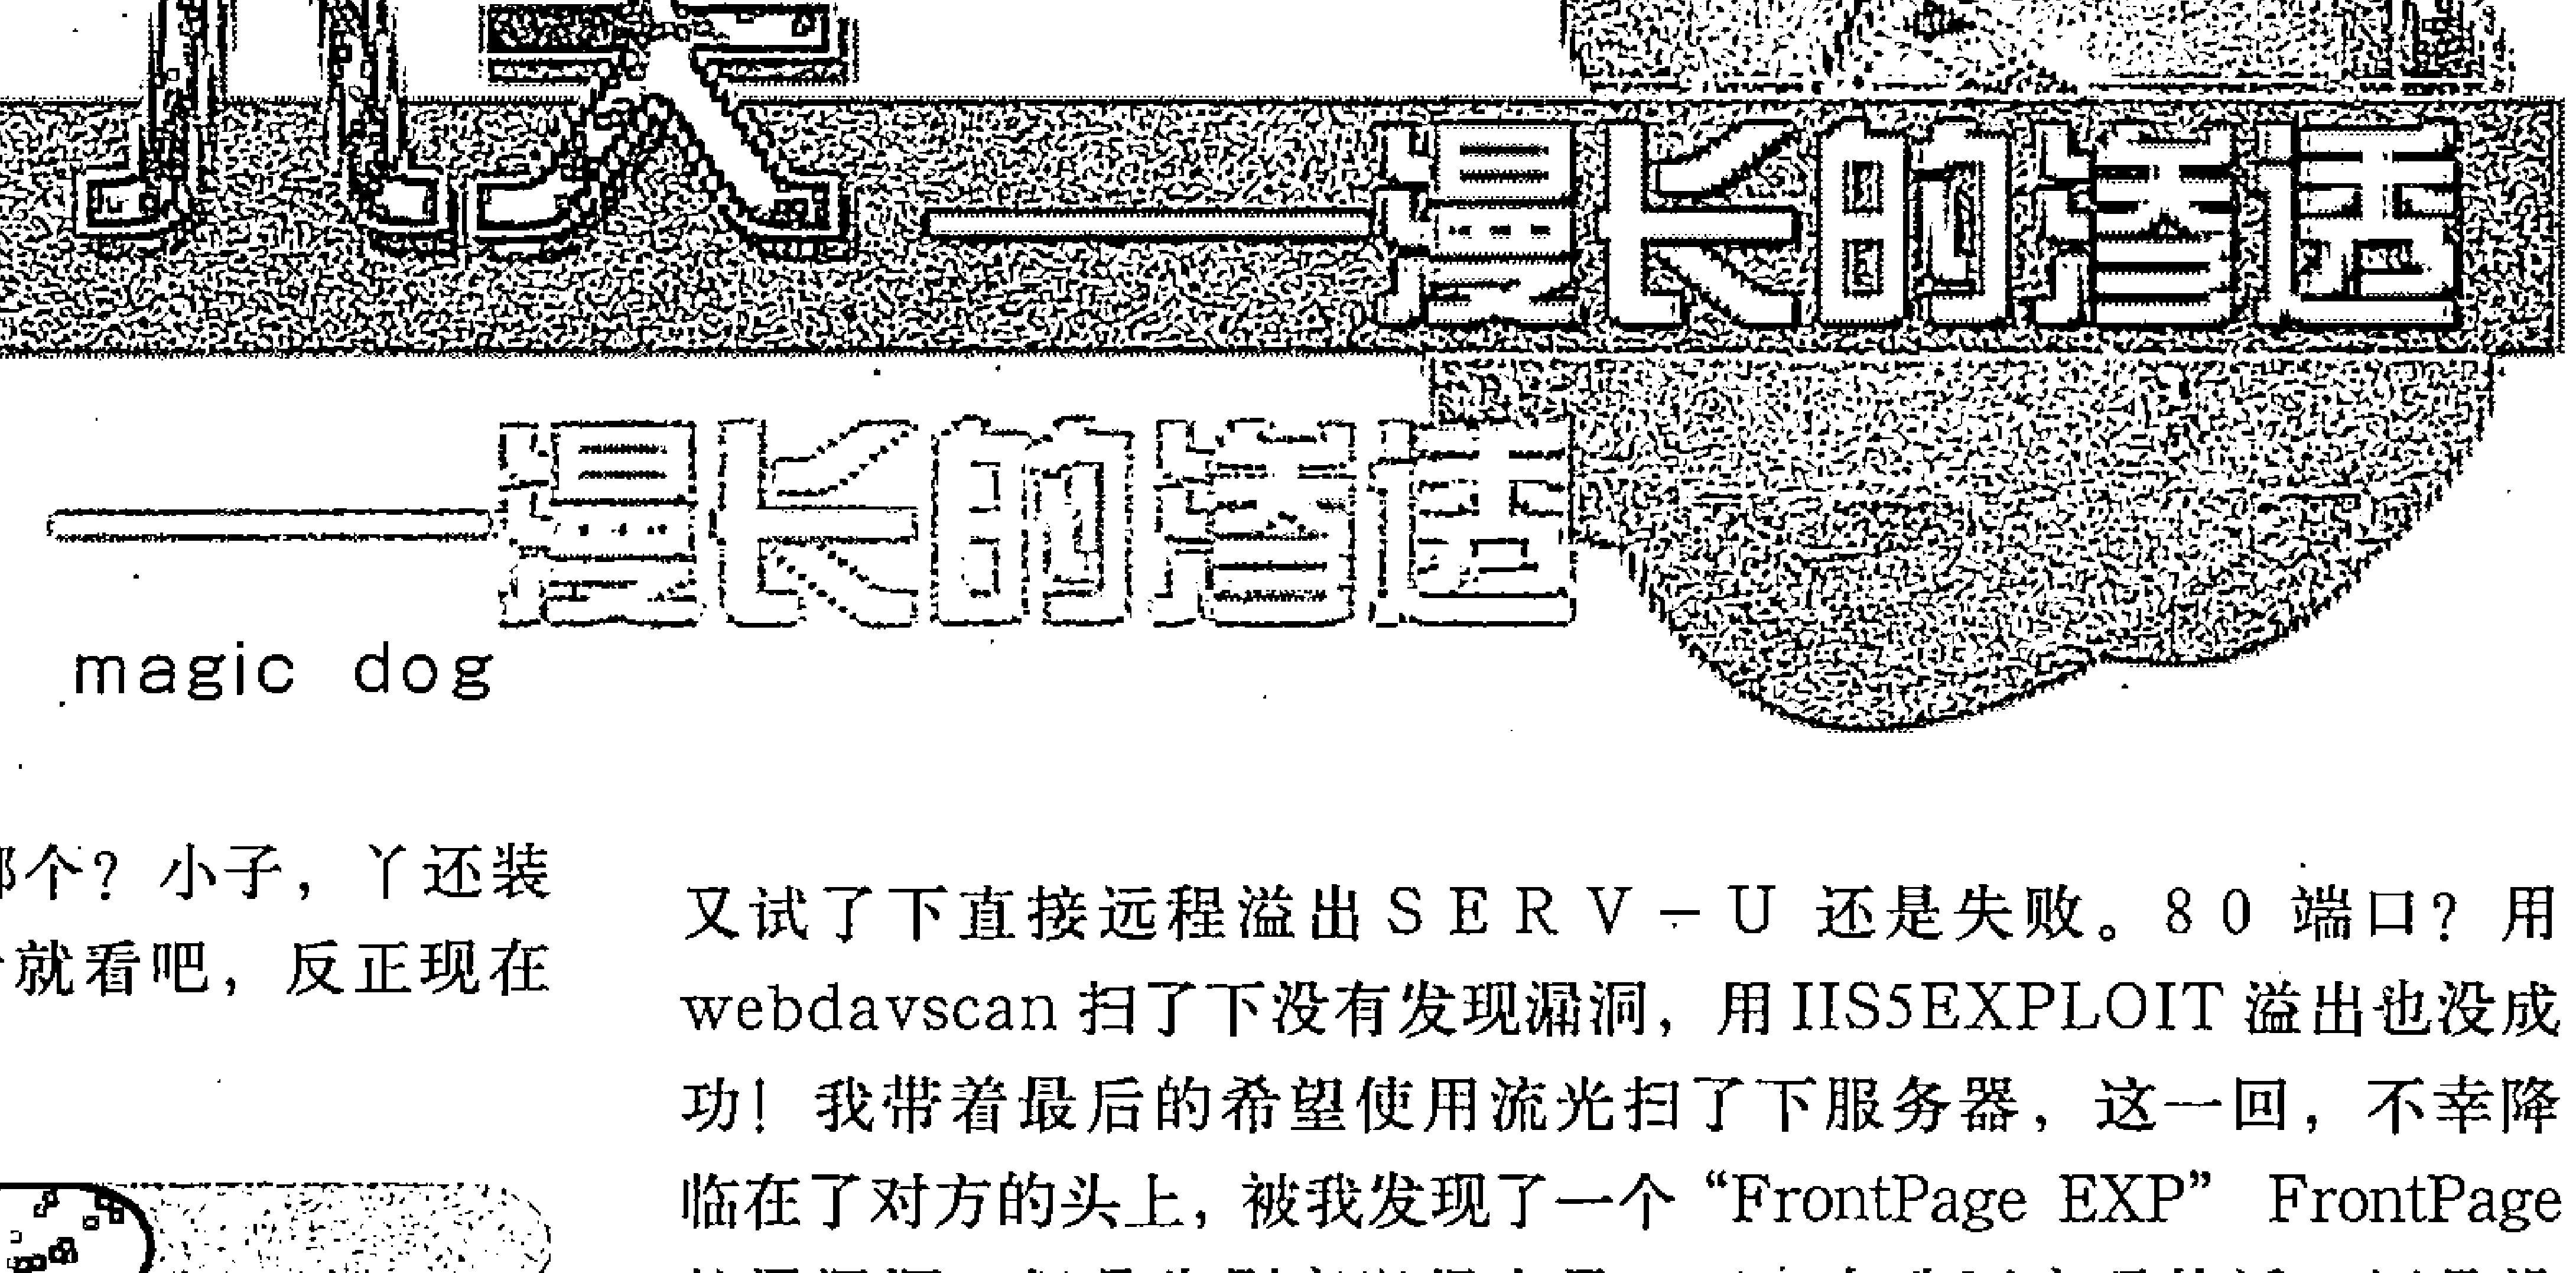 ——漫长的渗透
——漫长的渗透
magic dog
个？小子，丫还装
就看吧，反正现在
又试了下直接远程溢出SERV-U 还是失败。80 端口？用
webdavscan扫了下没有发现漏洞，用IIS5EXPLOIT溢出也没成
功！我带着最后的希望使用流光扫了下服务器，这一回，不幸降
临在了对方的头上，被我发现了一个“FrontPage EXP” FrontPage